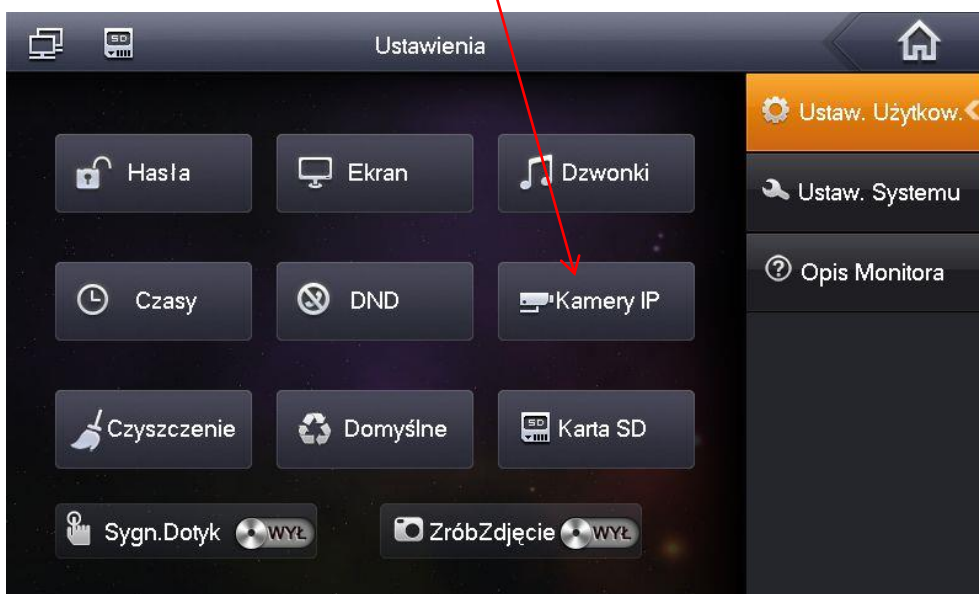 Ustawienia
Ustaw. Użytkow.
Hasła
Ekran
Dzwonki
Ustaw. Systemu
Czasy
DND
Kamery IP
Opis Monitora
Czyszczenie
Domyślne
SD
Karta SD
Sygn.Dotyk
WYŁ
ZróbZdjęcie
WYŁ